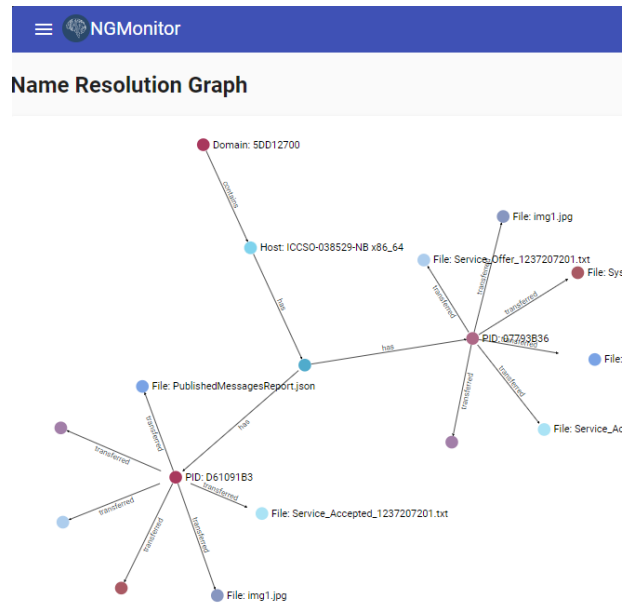 NGMonitor
Name Resolution Graph
Domain: 5DD12700
contains
Host: ICCSO-038529-NB x86_64
has
File: img1.jpg
File: Service_Offer_1237207201.txt
transferred
transferred
File: Sys
transferred
PID: 07793B36
transferred
has
File:
File: PublishedMessagesReport.json
transferred
transferred
File: Service_Ac
has
transferred
transferred
PID: D61091B3
transferred
transferred
File: Service_Accepted_1237207201.txt
transferred
transferred
File: img1.jpg